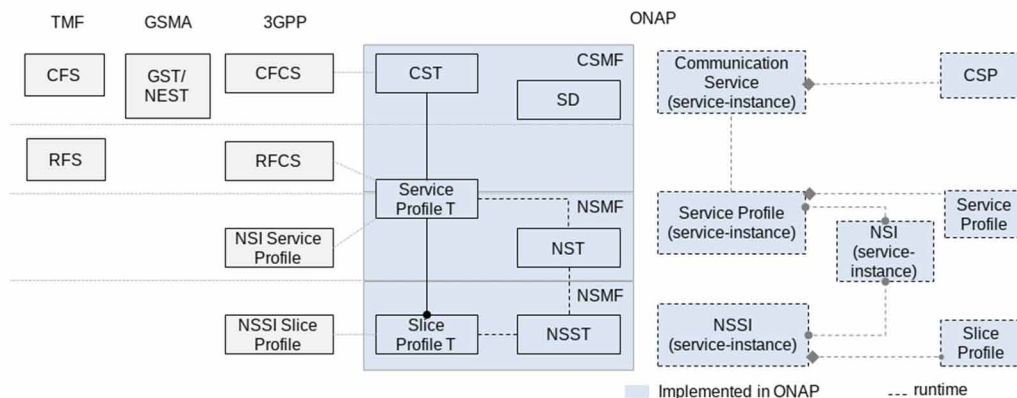 TMF
GSMA
3GPP
ONAP
CFS
GST/
NEST
CFCS
CST
CSMF
SD
Communication
Service
(service-instance)
CSP
RFS
RFCS
Service
Profile T
NSMF
Service Profile
(service-instance)
Service
Profile
NSI Service
Profile
NST
NSI
(service-
instance)
NSMF
NSSI Slice
Profile
Slice
Profile T
NSST
NSSI
(service-instance)
Slice
Profile
Implemented in ONAP
runtime